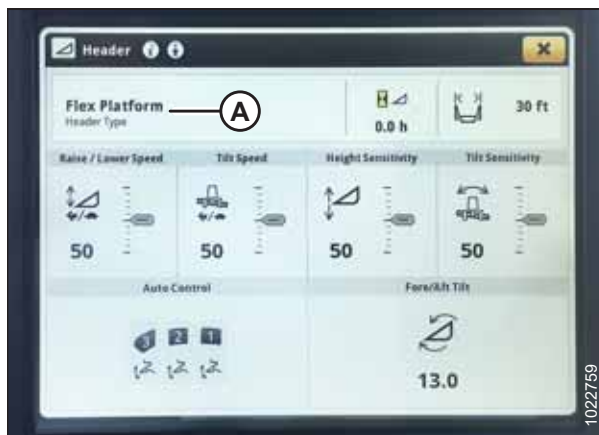 Header
Flex Platform
Header Type
A
0.0 h
30 ft
Raise / Lower Speed
Tilt Speed
Height Sensitivity
Tilt Sensitivity
50
50
50
50
Auto Control
Fore/Aft Tilt
3 2 1
13.0
1022759